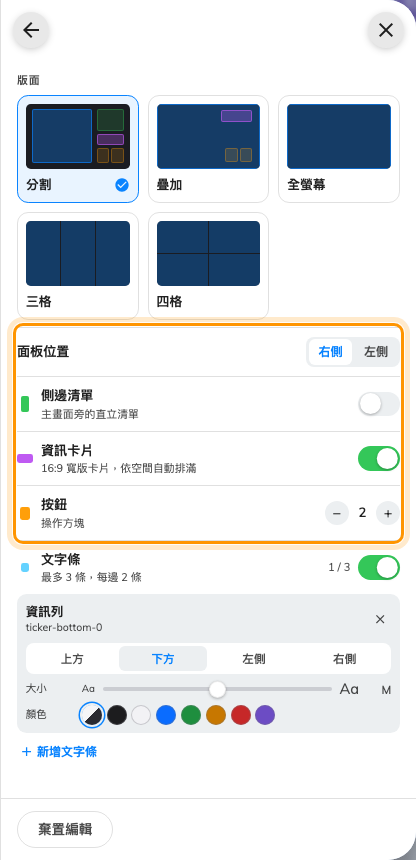 版面
分割
疊加
全螢幕
三格
四格
面板位置
右側
左側
側邊清單
主畫面旁的直立清單
資訊卡片
16:9 寬版卡片，依空間自動排滿
按鈕
操作方塊
− 2 +
文字條
最多 3 條，每邊 2 條
1 / 3
資訊列
ticker-bottom-0
上方
下方
左側
右側
大小
Aa
Aa
M
顏色
+ 新增文字條
棄置編輯